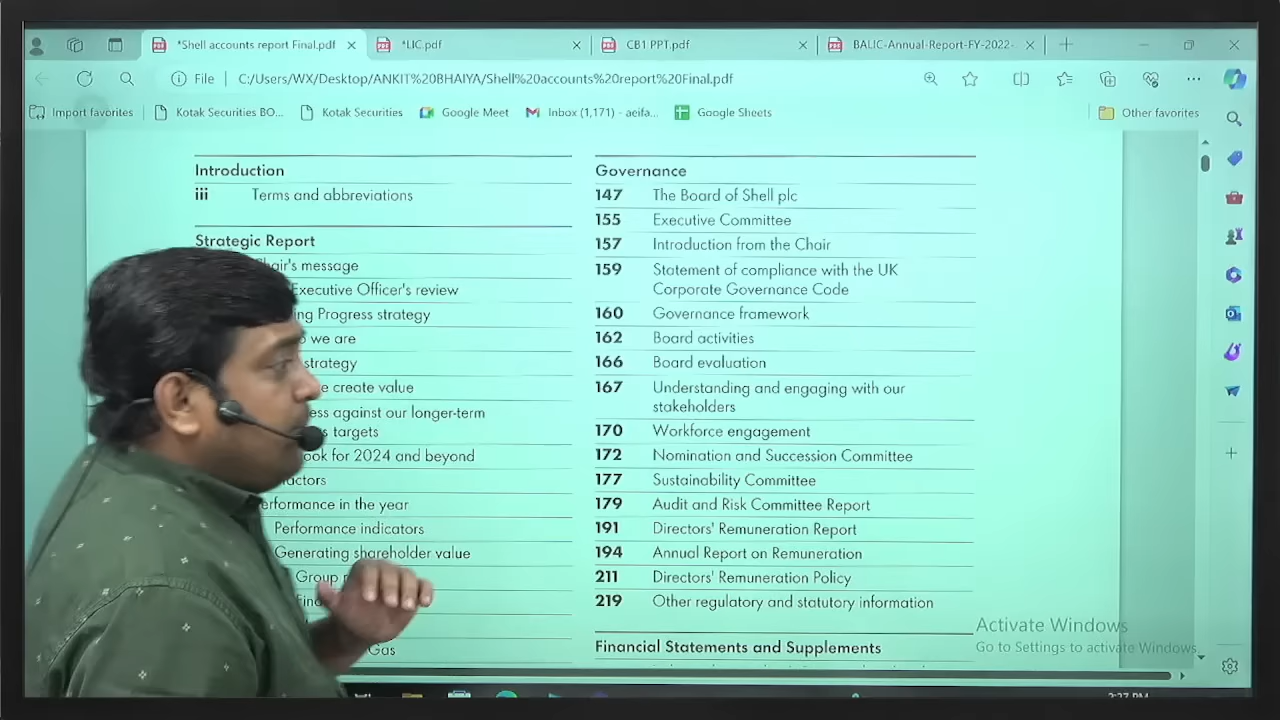 *Shell accounts report Final.pdf
*LIC.pdf
CB1 PPT.pdf
BALIC-Annual-Report-FY-2022-
File
C:/Users/WX/Desktop/ANKIT%20BHAIYA/Shell%20accounts%20report%20Final.pdf
Import favorites
Kotak Securities BO...
Kotak Securities
Google Meet
Inbox (1,171) - aeifa...
Google Sheets
Other favorites
Introduction
iii Terms and abbreviations
Strategic Report
Chair's message
Executive Officer's review
Progress strategy
we are
strategy
create value
against our longer-term
targets
for 2024 and beyond
Performance in the year
Performance indicators
Generating shareholder value
Group
Gas
Governance
147 The Board of Shell plc
155 Executive Committee
157 Introduction from the Chair
159 Statement of compliance with the UK
Corporate Governance Code
160 Governance framework
162 Board activities
166 Board evaluation
167 Understanding and engaging with our
stakeholders
170 Workforce engagement
172 Nomination and Succession Committee
177 Sustainability Committee
179 Audit and Risk Committee Report
191 Directors' Remuneration Report
194 Annual Report on Remuneration
211 Directors' Remuneration Policy
219 Other regulatory and statutory information
Financial Statements and Supplements
Activate Windows
Go to Settings to activate Windows.